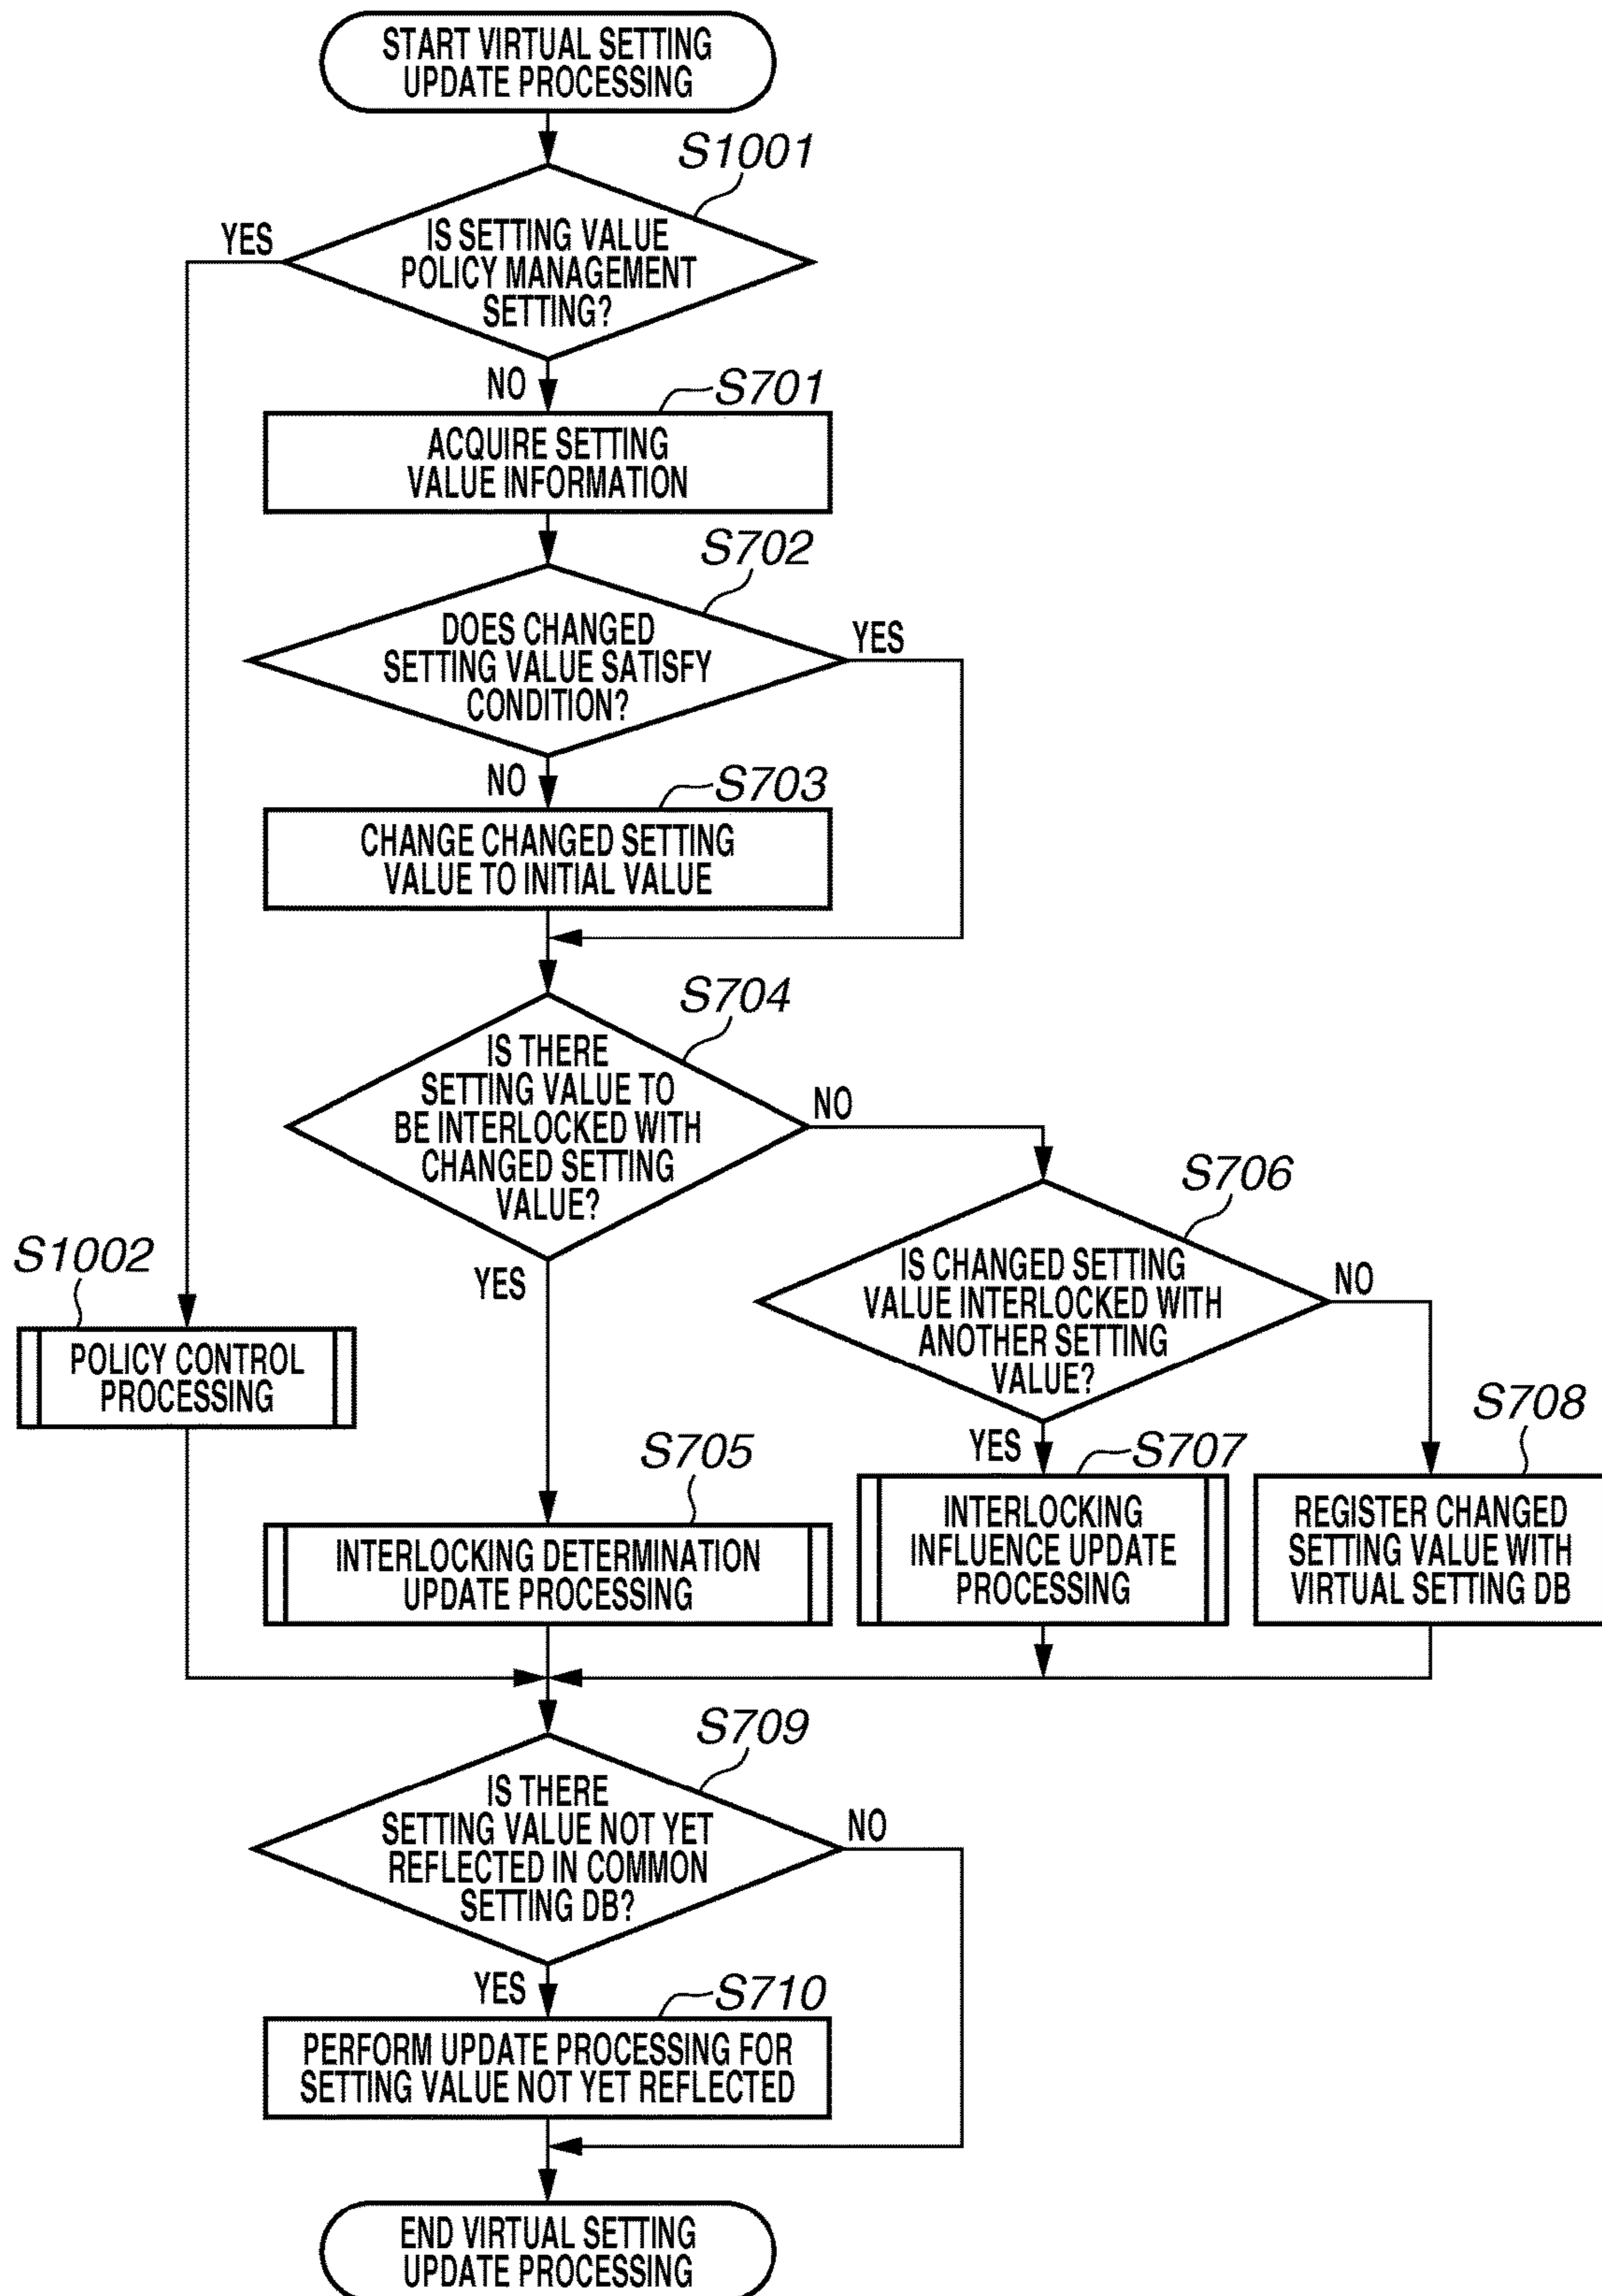 START VIRTUAL SETTING
UPDATE PROCESSING
S1001
YES
IS SETTING VALUE
POLICY MANAGEMENT
SETTING?
NO
S701
ACQUIRE SETTING
VALUE INFORMATION
S702
DOES CHANGED
SETTING VALUE SATISFY
CONDITION?
YES
NO
S703
CHANGE CHANGED SETTING
VALUE TO INITIAL VALUE
S704
IS THERE
SETTING VALUE TO
BE INTERLOCKED WITH
CHANGED SETTING
VALUE?
NO
YES
S706
IS CHANGED SETTING
VALUE INTERLOCKED WITH
ANOTHER SETTING
VALUE?
NO
YES
S1002
POLICY CONTROL
PROCESSING
S705
INTERLOCKING DETERMINATION
UPDATE PROCESSING
S707
INTERLOCKING
INFLUENCE UPDATE
PROCESSING
S708
REGISTER CHANGED
SETTING VALUE WITH
VIRTUAL SETTING DB
S709
IS THERE
SETTING VALUE NOT YET
REFLECTED IN COMMON
SETTING DB?
NO
YES
S710
PERFORM UPDATE PROCESSING FOR
SETTING VALUE NOT YET REFLECTED
END VIRTUAL SETTING
UPDATE PROCESSING